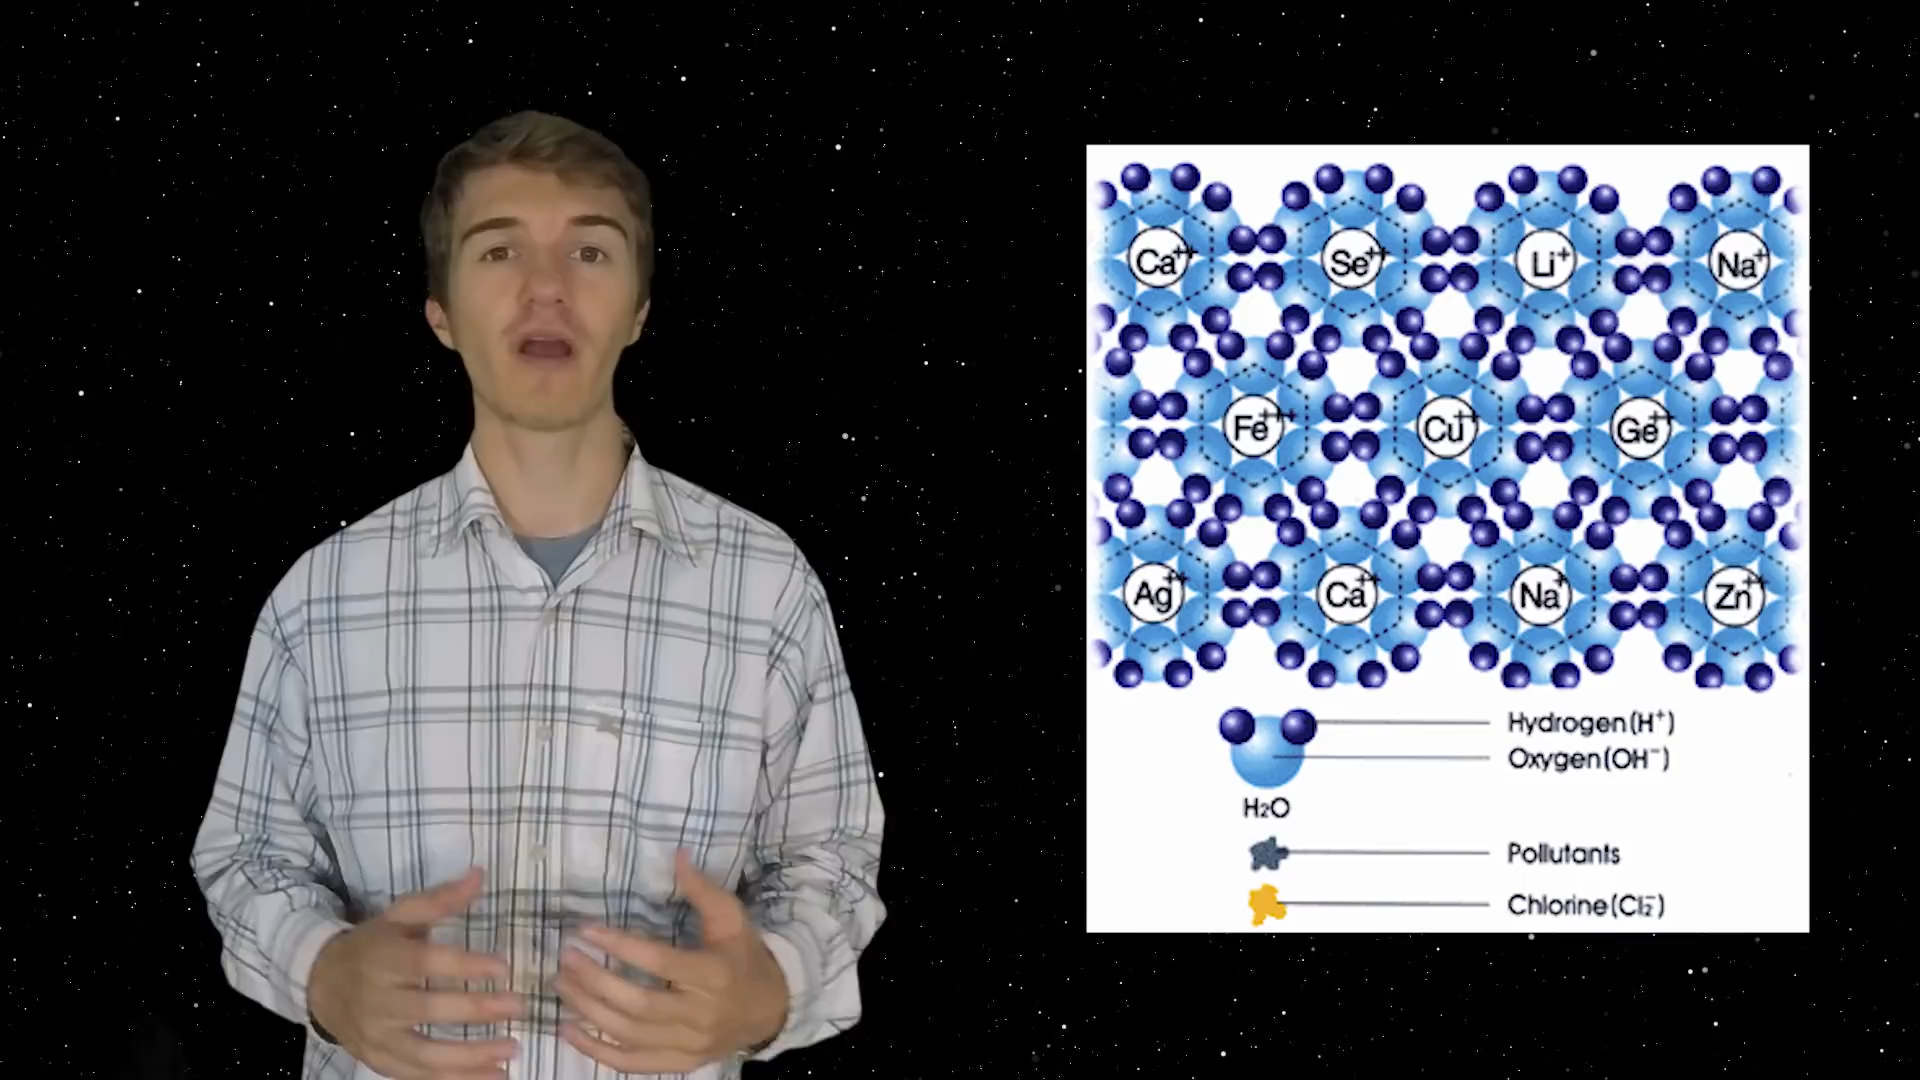 Ca++ Se++ Li+ Na+
Fe+++ Cu++ Ge++
Ag++ Ca++ Na+ Zn++
Hydrogen(H+)
Oxygen(OH−)
H2O
Pollutants
Chlorine(Cl2−)